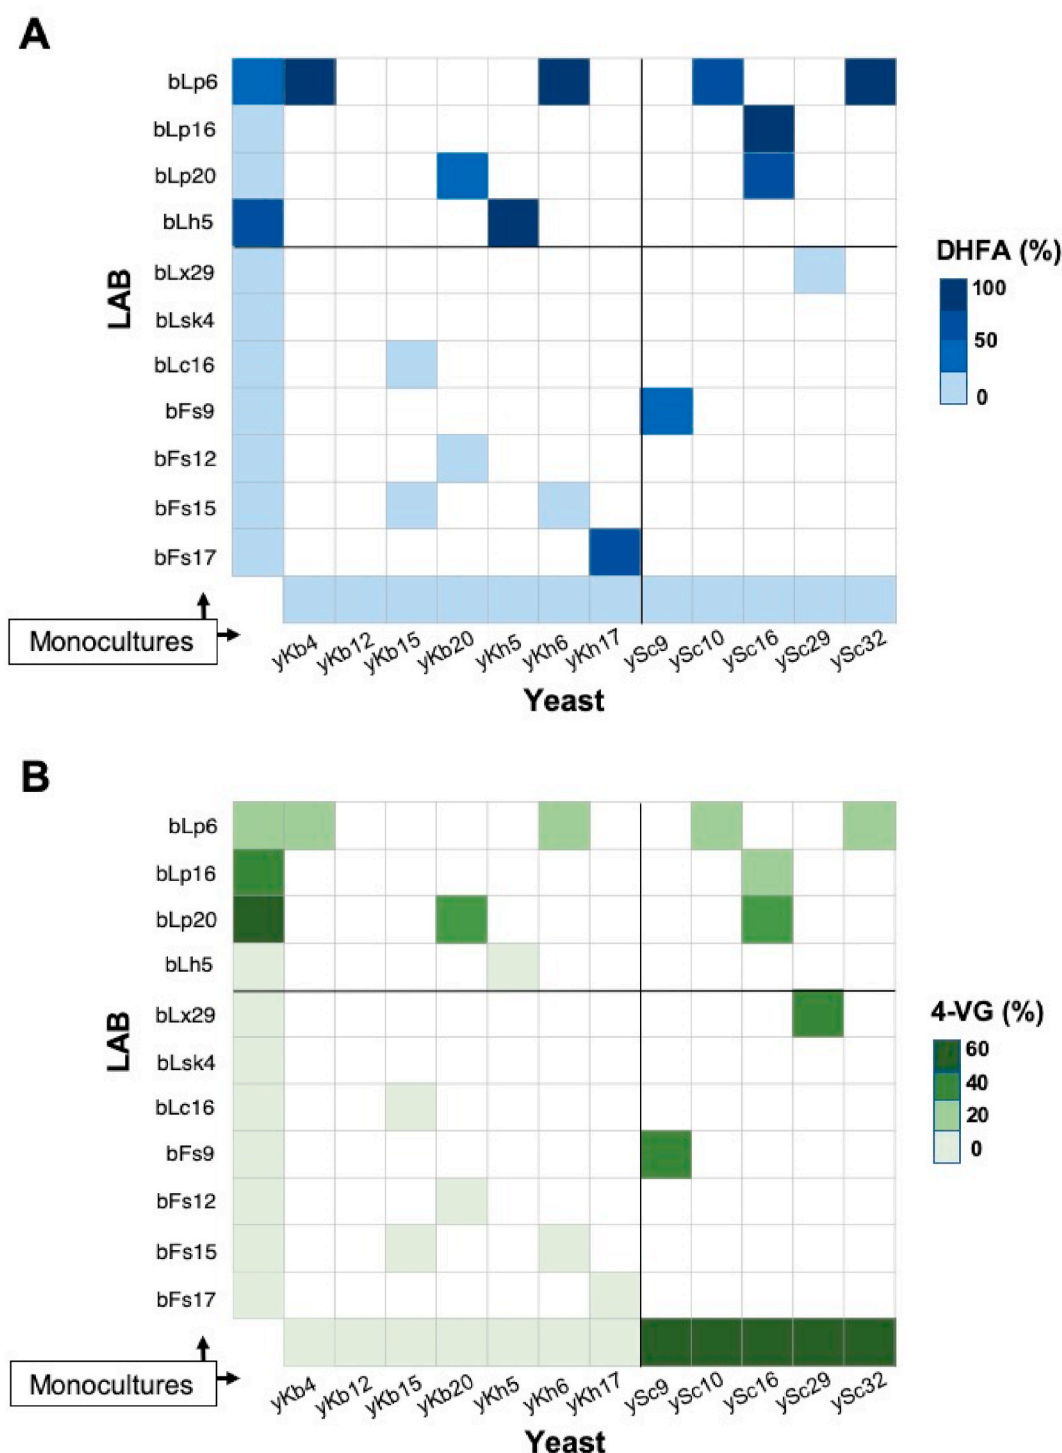 A
bLp6
bLp16
bLp20
bLh5
bLx29
bLsk4
bLc16
bFs9
bFs12
bFs15
bFs17
LAB
DHFA (%)
100
50
0
Monocultures
yKb4 yKb12 yKb15 yKb20 yKh5 yKh6 yKh17 ySc9 ySc10 ySc16 ySc29 ySc32
Yeast
B
bLp6
bLp16
bLp20
bLh5
bLx29
bLsk4
bLc16
bFs9
bFs12
bFs15
bFs17
LAB
4-VG (%)
60
40
20
0
Monocultures
yKb4 yKb12 yKb15 yKb20 yKh5 yKh6 yKh17 ySc9 ySc10 ySc16 ySc29 ySc32
Yeast